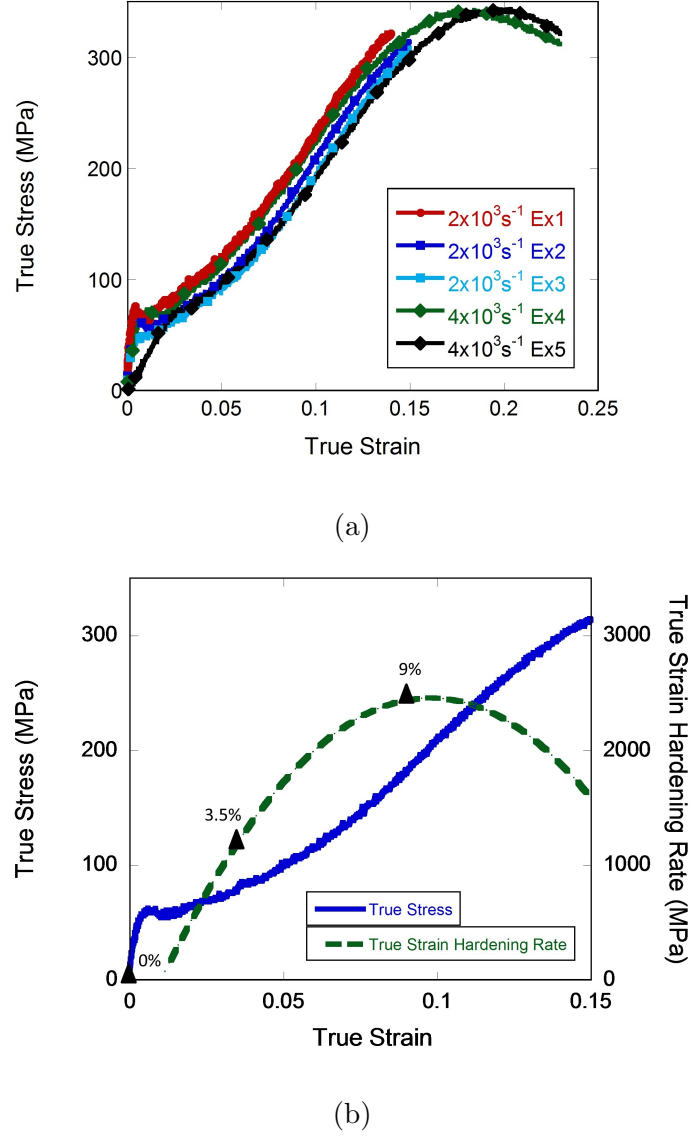 300
200
100
0
True Stress (MPa)
2x10³s⁻¹ Ex1
2x10³s⁻¹ Ex2
2x10³s⁻¹ Ex3
4x10³s⁻¹ Ex4
4x10³s⁻¹ Ex5
0 0.05 0.1 0.15 0.2 0.25
True Strain
(a)
300
200
100
0
True Stress (MPa)
9%
3.5%
0%
True Stress
True Strain Hardening Rate
3000
2000
1000
0
True Strain Hardening
Rate (MPa)
0 0.05 0.1 0.15
True Strain
(b)